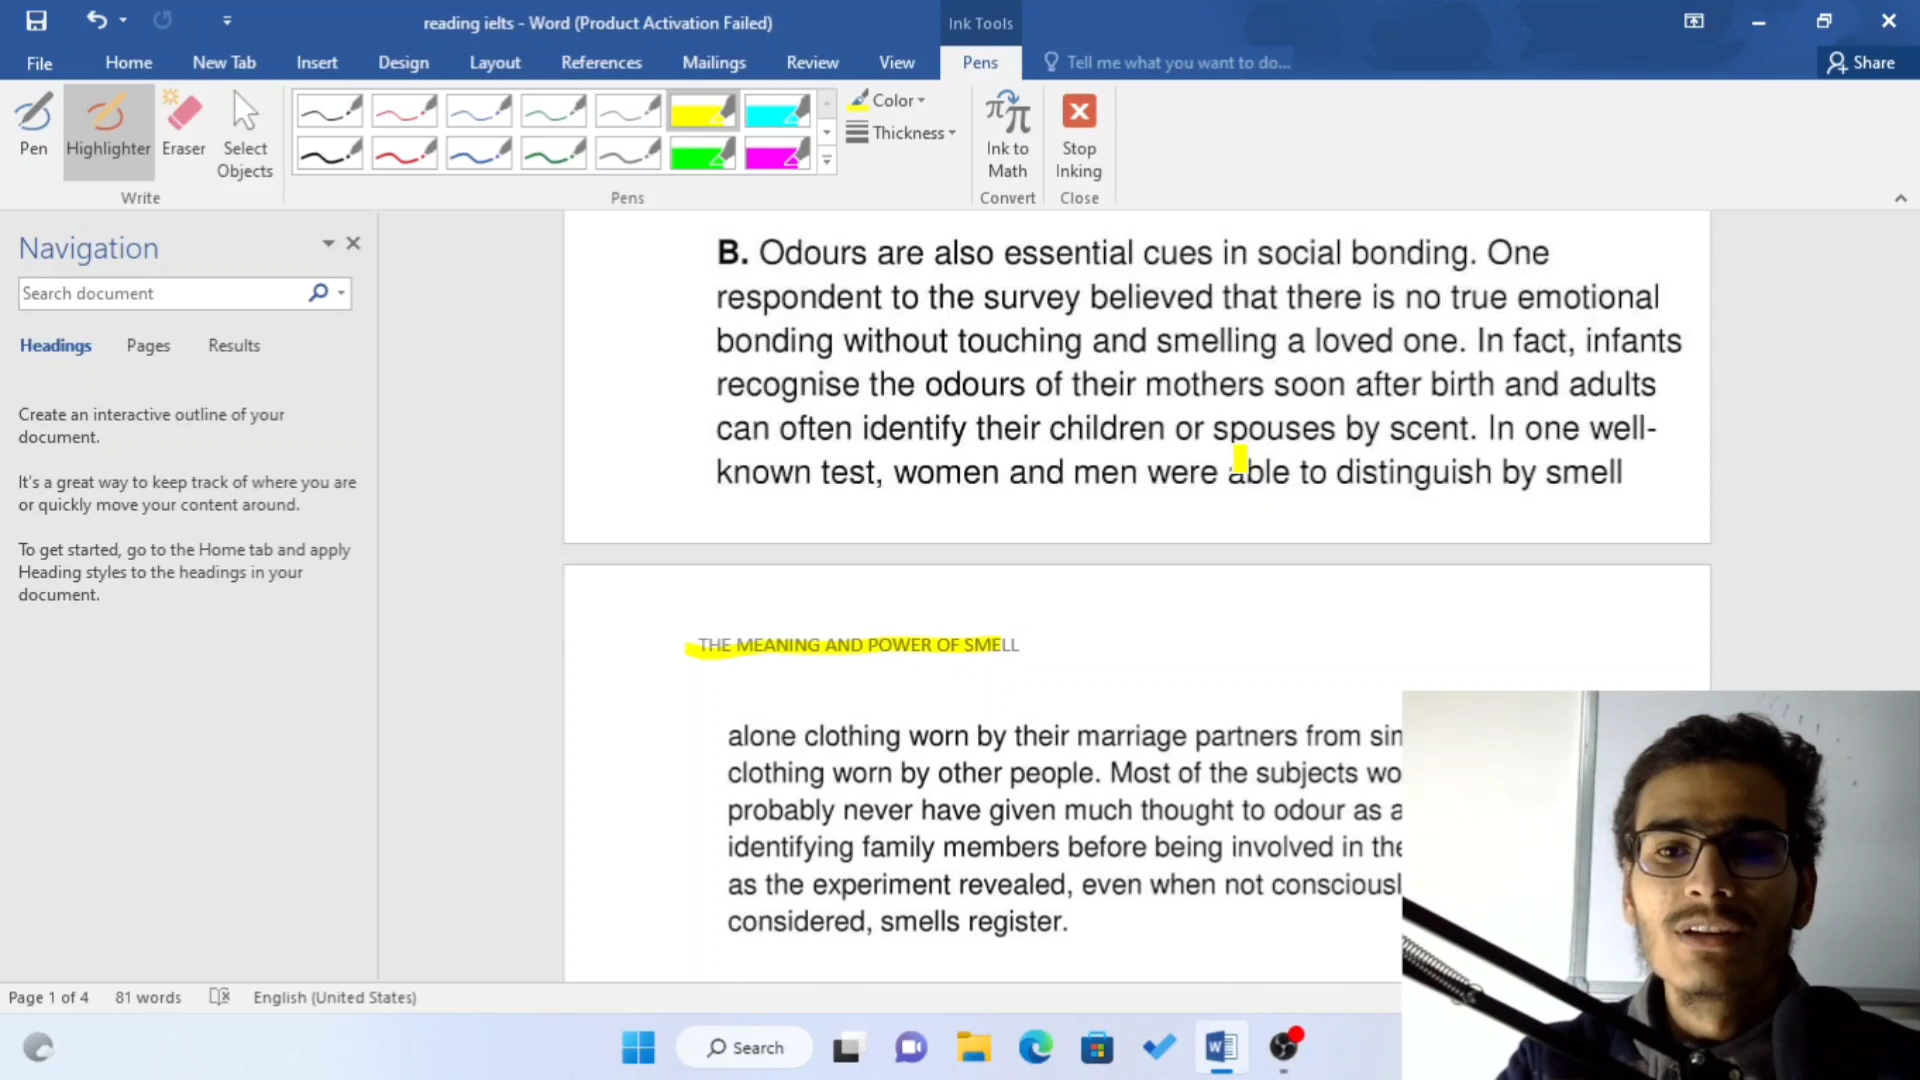 reading ielts - Word (Product Activation Failed)
Ink Tools
File
Home
New Tab
Insert
Design
Layout
References
Mailings
Review
View
Pens
Tell me what you want to do...
Share
Pen
Highlighter
Eraser
Select
Objects
Color
Thickness
Ink to
Math
Stop
Inking
Write
Pens
Convert
Close
Navigation
Search document
Headings
Pages
Results
Create an interactive outline of your
document.
It's a great way to keep track of where you are
or quickly move your content around.
To get started, go to the Home tab and apply
Heading styles to the headings in your
document.
B. Odours are also essential cues in social bonding. One
respondent to the survey believed that there is no true emotional
bonding without touching and smelling a loved one. In fact, infants
recognise the odours of their mothers soon after birth and adults
can often identify their children or spouses by scent. In one well-
known test, women and men were able to distinguish by smell
THE MEANING AND POWER OF SMELL
alone clothing worn by their marriage partners from
clothing worn by other people. Most of the subjects
probably never have given much thought to odour as a
identifying family members before being involved in the
as the experiment revealed, even when not
considered, smells register.
Page 1 of 4
81 words
English (United States)
Search